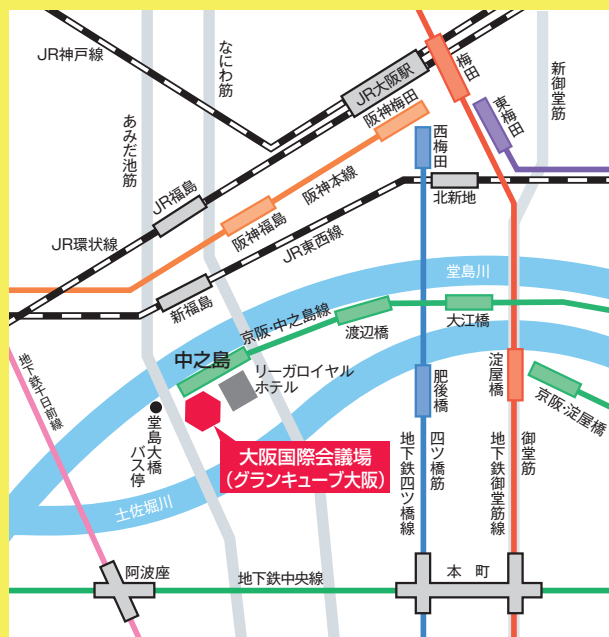 JR神戸線
なにわ筋
あみだ池筋
JR大阪駅
梅田
新御堂筋
東梅田
阪神梅田
西梅田
北新地
JR福島
阪神福島
阪神本線
JR環状線
JR東西線
新福島
堂島川
京阪・中之島線
渡辺橋
大江橋
中之島
リーガロイヤル
ホテル
地下鉄千日前線
堂島大橋
バス停
大阪国際会議場
(グランキューブ大阪)
肥後橋
淀屋橋
京阪・淀屋橋
四ツ橋筋
地下鉄四ツ橋線
御堂筋
地下鉄御堂筋線
土佐堀川
阿波座
地下鉄中央線
本町